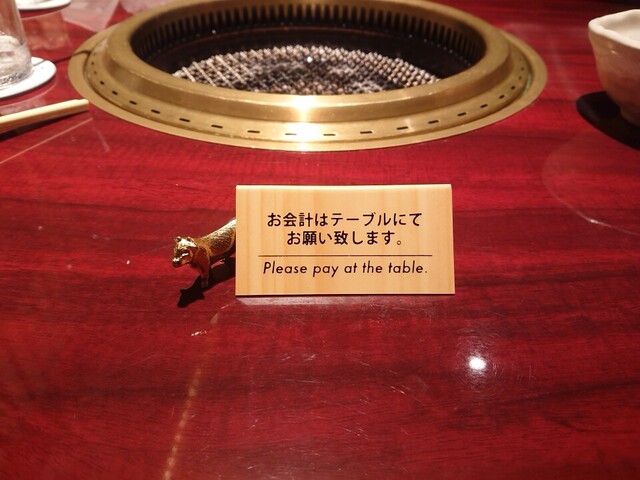 お会計はテーブルにて
お願い致します。
Please pay at the table.